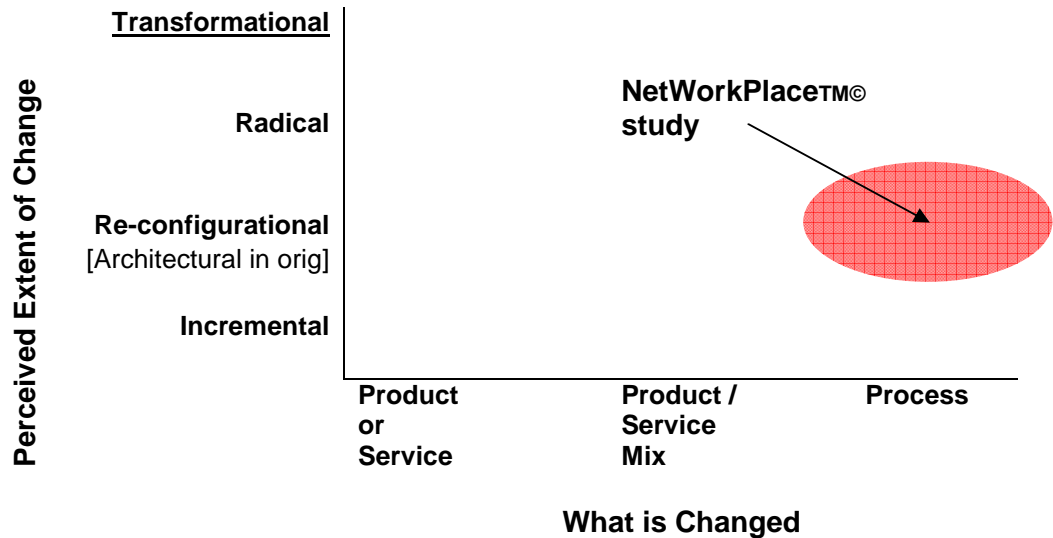 Perceived Extent of Change
Transformational
Radical
Re-configurational
[Architectural in orig]
Incremental
NetWorkPlaceTM©
study
Product
or
Service
Product /
Service
Mix
Process
What is Changed